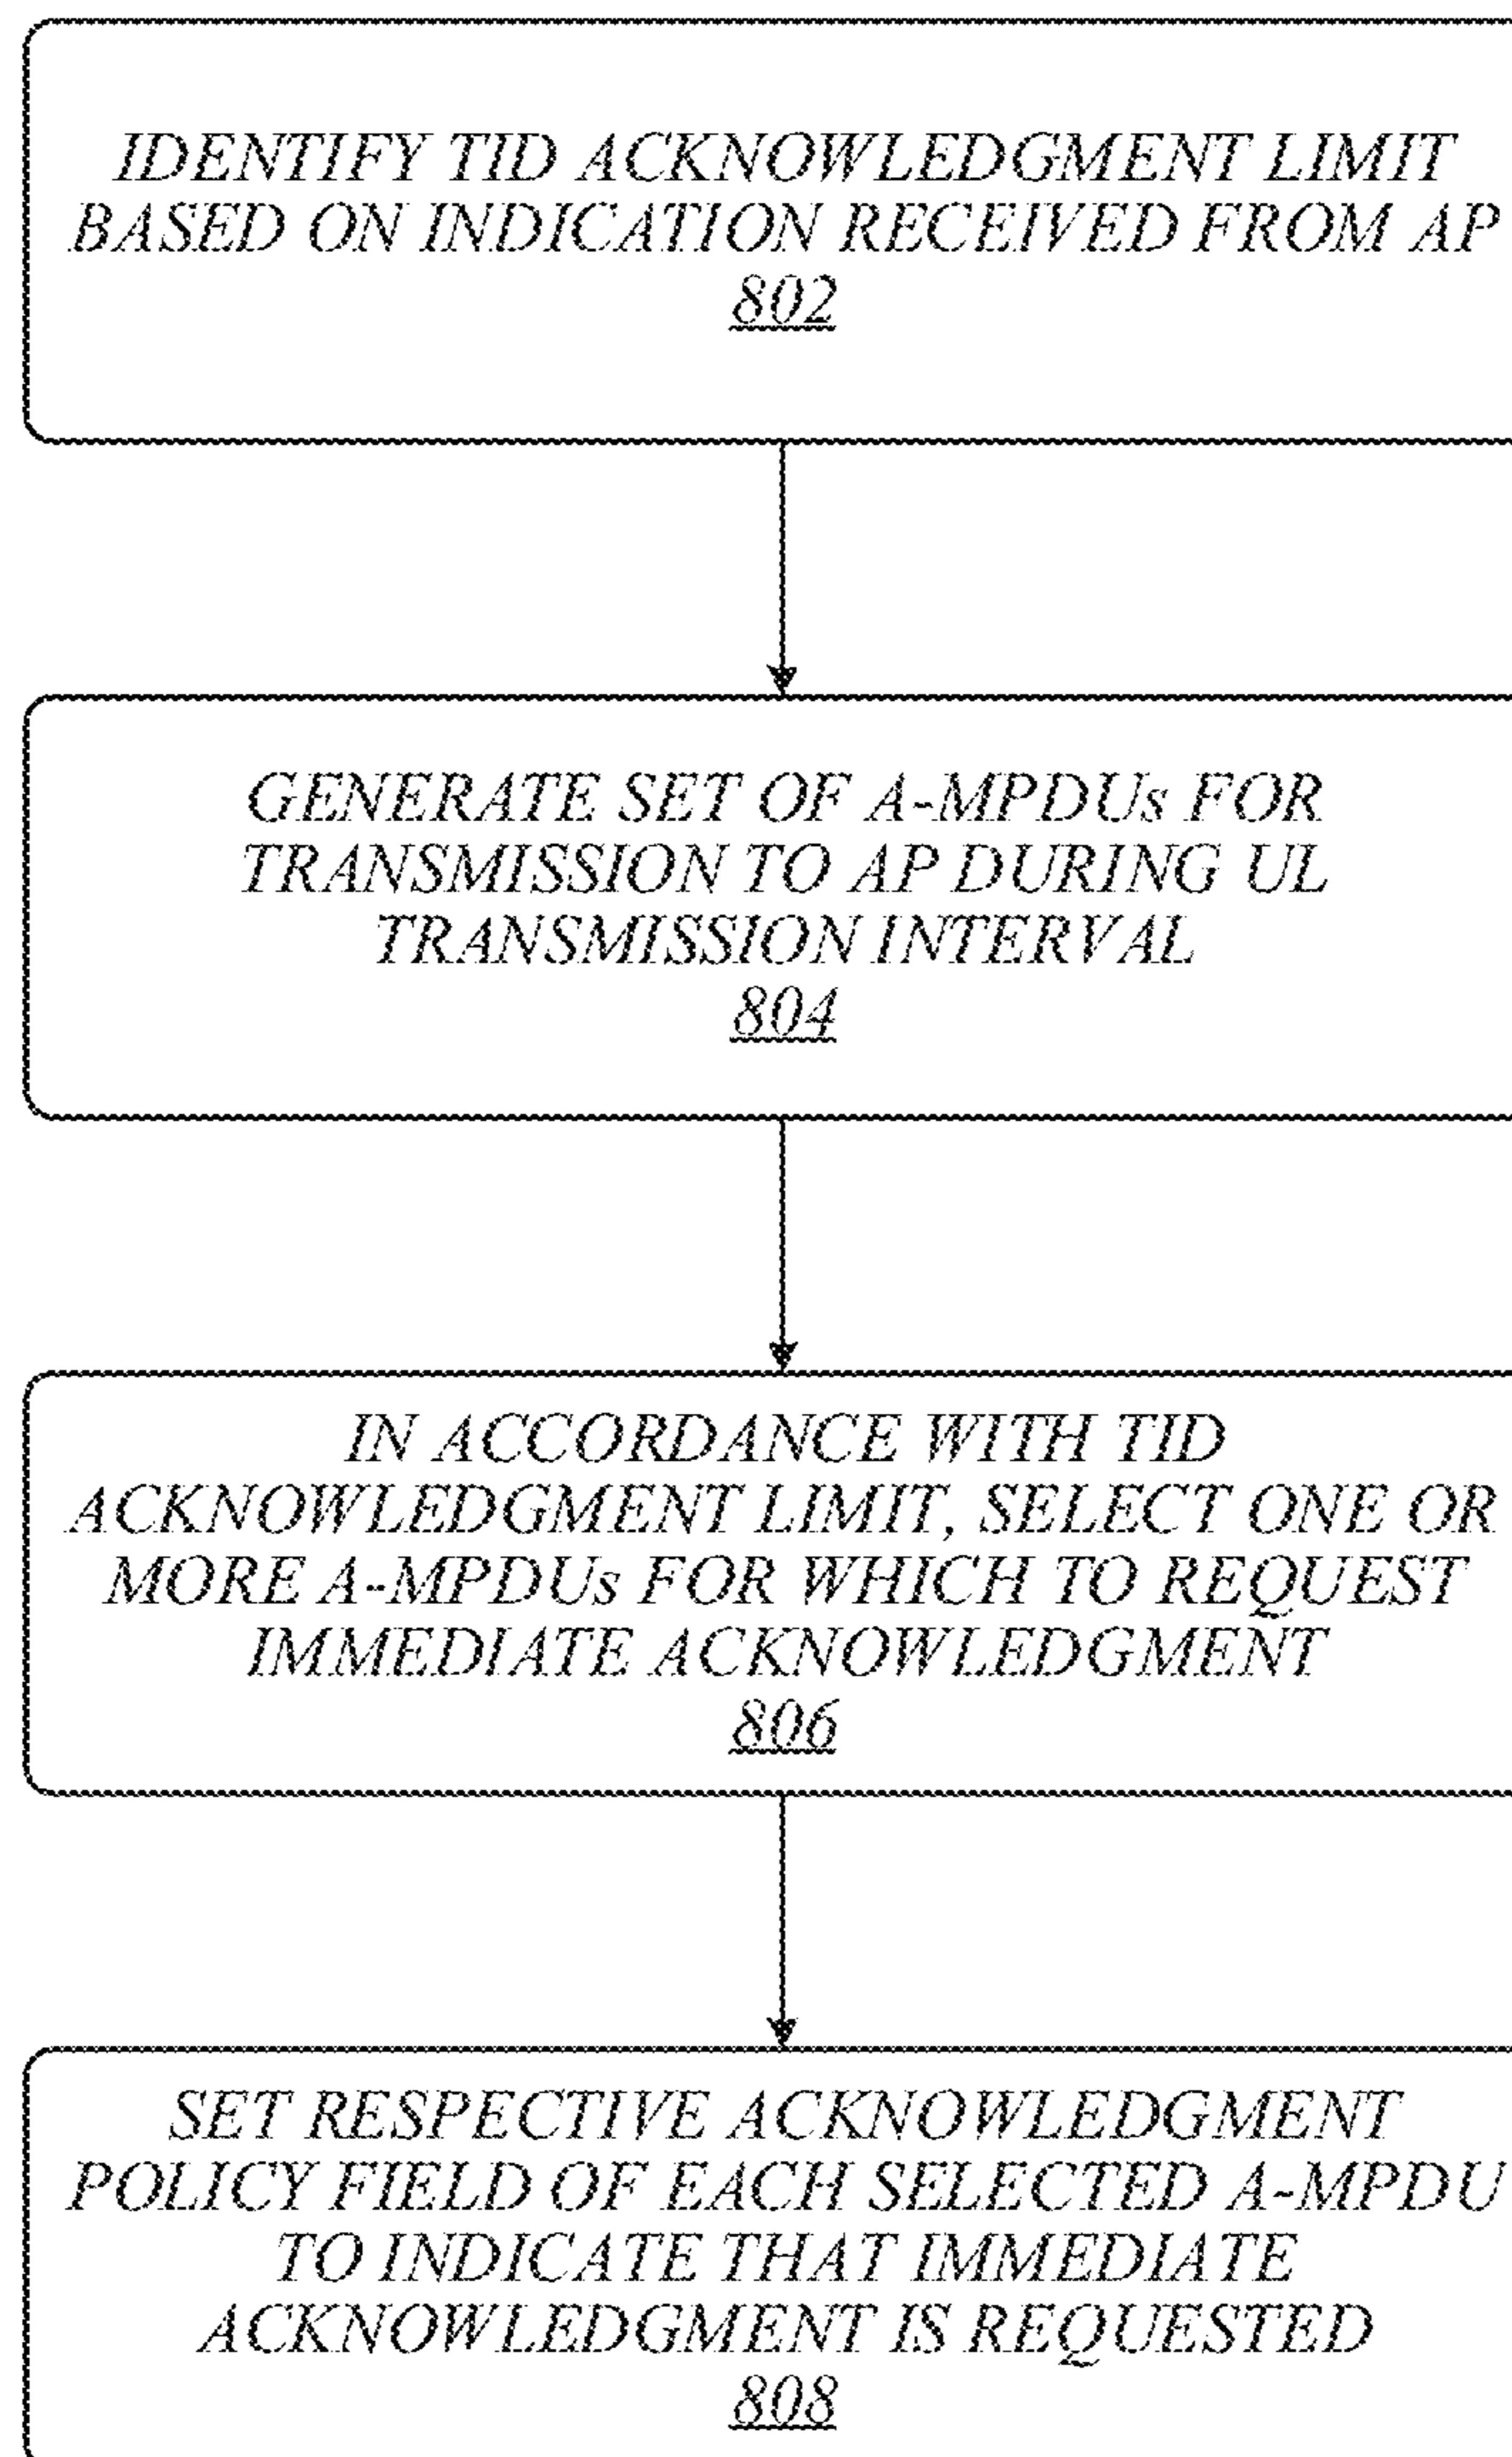 IDENTIFY TID ACKNOWLEDGMENT LIMIT
BASED ON INDICATION RECEIVED FROM AP
802
GENERATE SET OF A-MPDUs FOR
TRANSMISSION TO AP DURING UL
TRANSMISSION INTERVAL
804
IN ACCORDANCE WITH TID
ACKNOWLEDGMENT LIMIT, SELECT ONE OR
MORE A-MPDUs FOR WHICH TO REQUEST
IMMEDIATE ACKNOWLEDGMENT
806
SET RESPECTIVE ACKNOWLEDGMENT
POLICY FIELD OF EACH SELECTED A-MPDU
TO INDICATE THAT IMMEDIATE
ACKNOWLEDGMENT IS REQUESTED
808